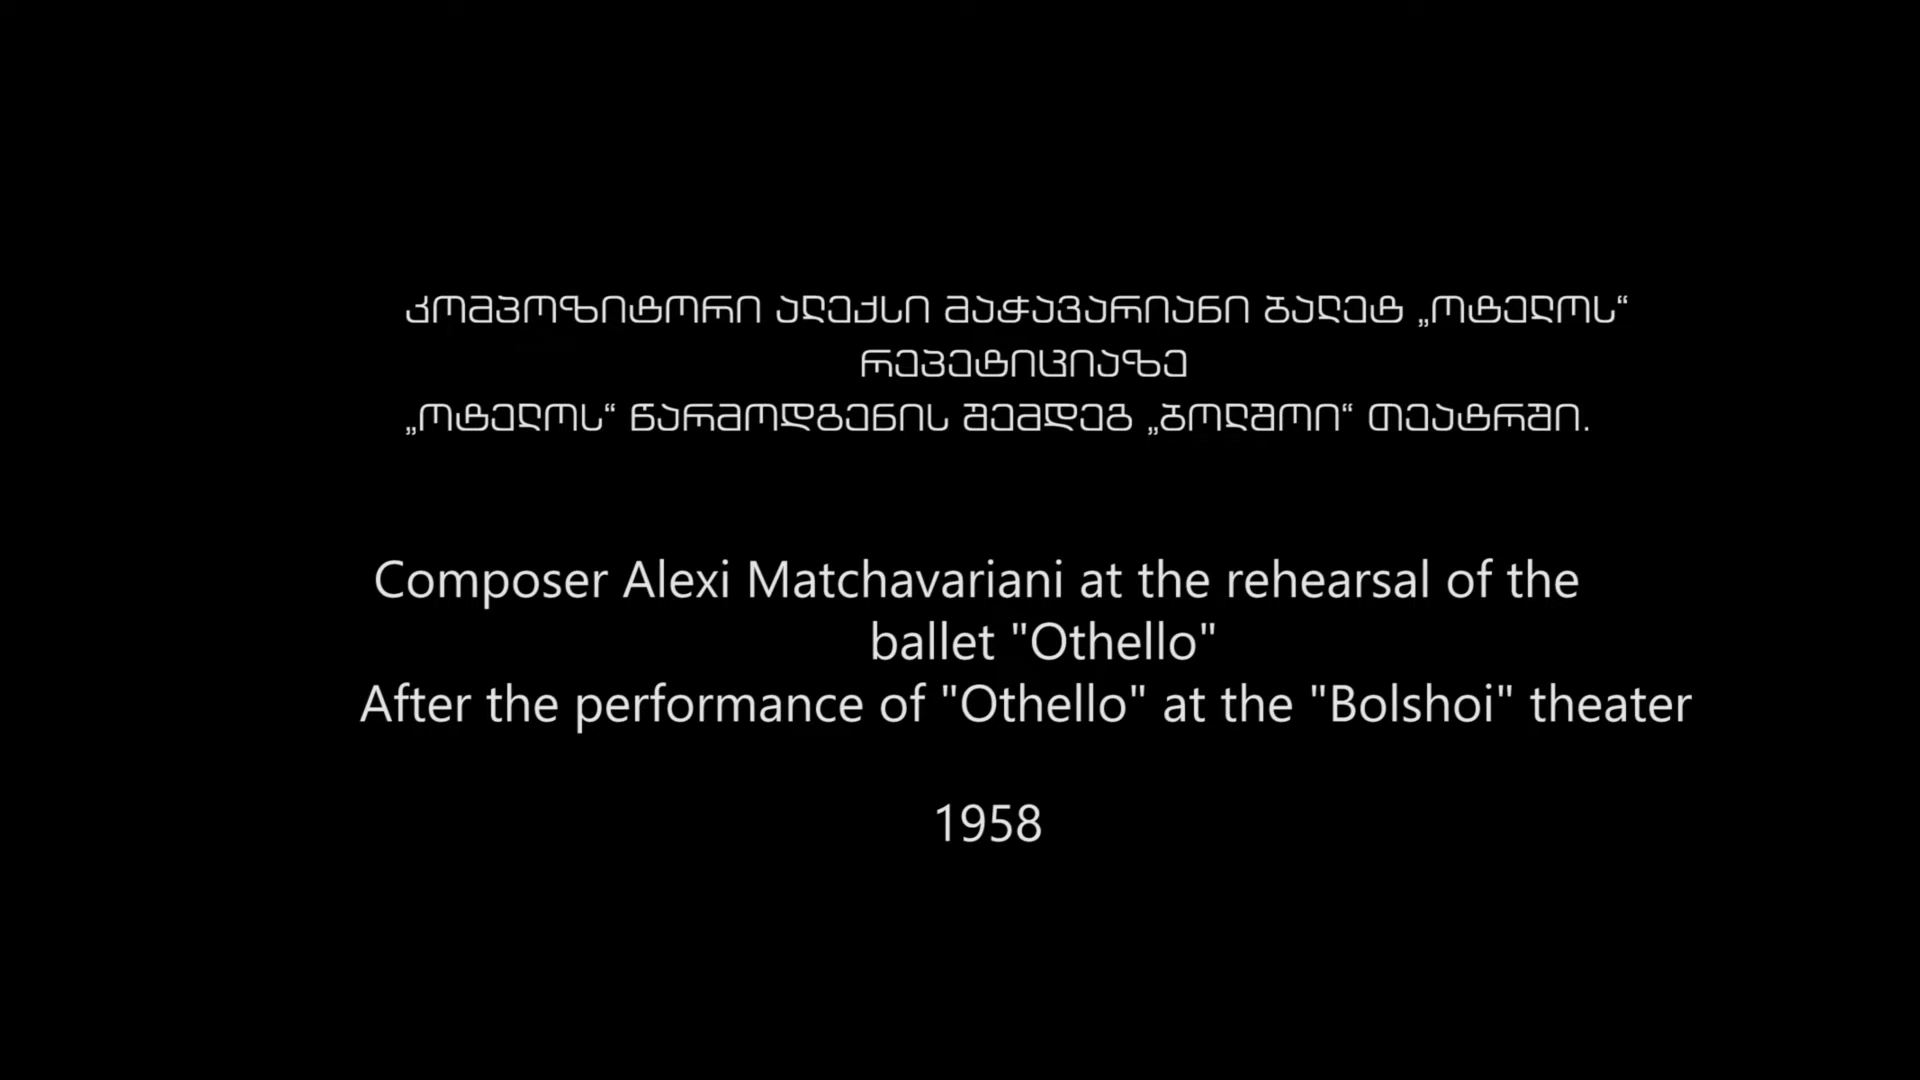 კომპოზიტორი ალექსი მაჭავარიანი ბალეტ „ოტელოს“
რეპეტიციაზე
„ოტელოს“ წარმოდგენის შემდეგ „ბოლშოი“ თეატრში.
Composer Alexi Matchavariani at the rehearsal of the
ballet "Othello"
After the performance of "Othello" at the "Bolshoi" theater
1958